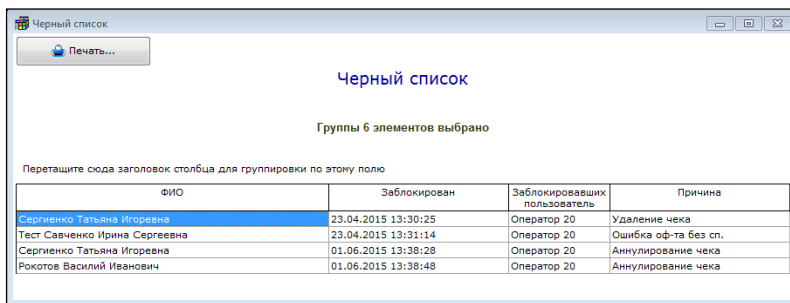 Черный список
Печать...
Черный список
Группы 6 элементов выбрано
Перетащите сюда заголовок столбца для группировки по этому полю
ФИО Заблокирован Заблокировавших пользователь Причина
Сергиенко Татьяна Игоревна 23.04.2015 13:30:25 Оператор 20 Удаление чека
Тест Савченко Ирина Сергеевна 23.04.2015 13:31:14 Оператор 20 Ошибка оф-та без сп.
Сергиенко Татьяна Игоревна 01.06.2015 13:38:28 Оператор 20 Аннулирование чека
Рокотов Василий Иванович 01.06.2015 13:38:48 Оператор 20 Аннулирование чека